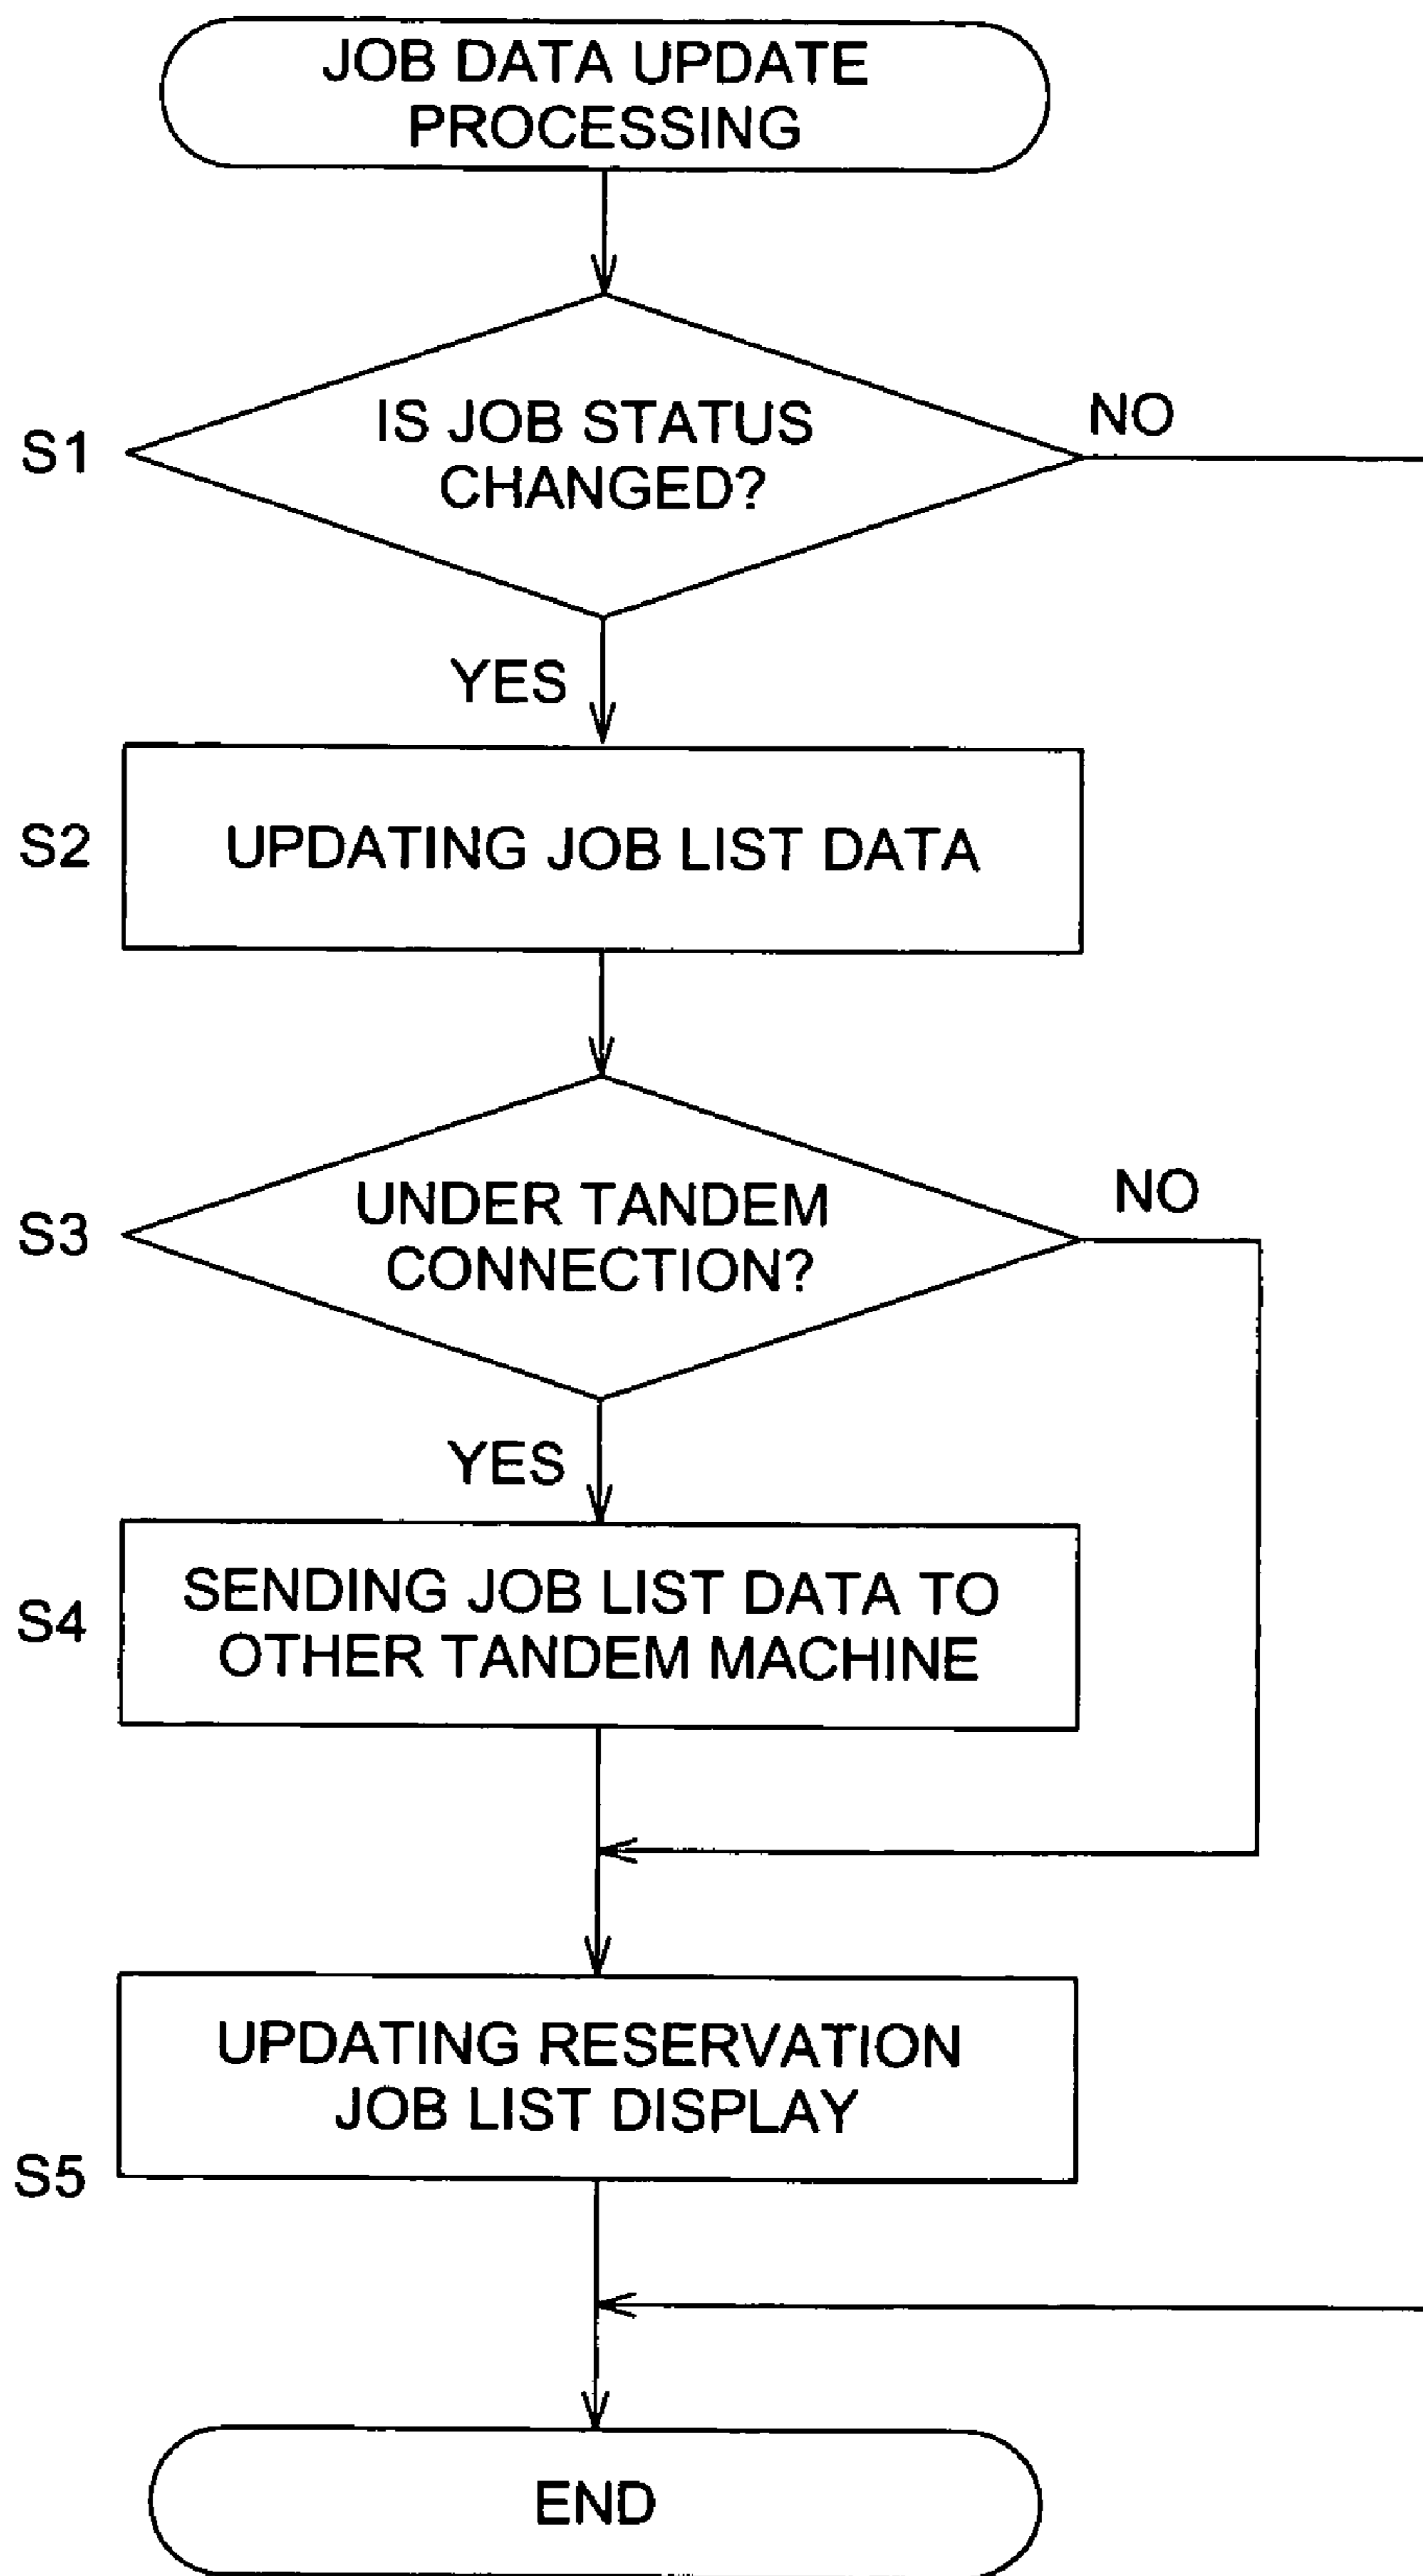 JOB DATA UPDATE
PROCESSING
IS JOB STATUS
CHANGED?
NO
S1
YES
S2
UPDATING JOB LIST DATA
UNDER TANDEM
CONNECTION?
NO
S3
YES
SENDING JOB LIST DATA TO
OTHER TANDEM MACHINE
S4
UPDATING RESERVATION
JOB LIST DISPLAY
S5
END